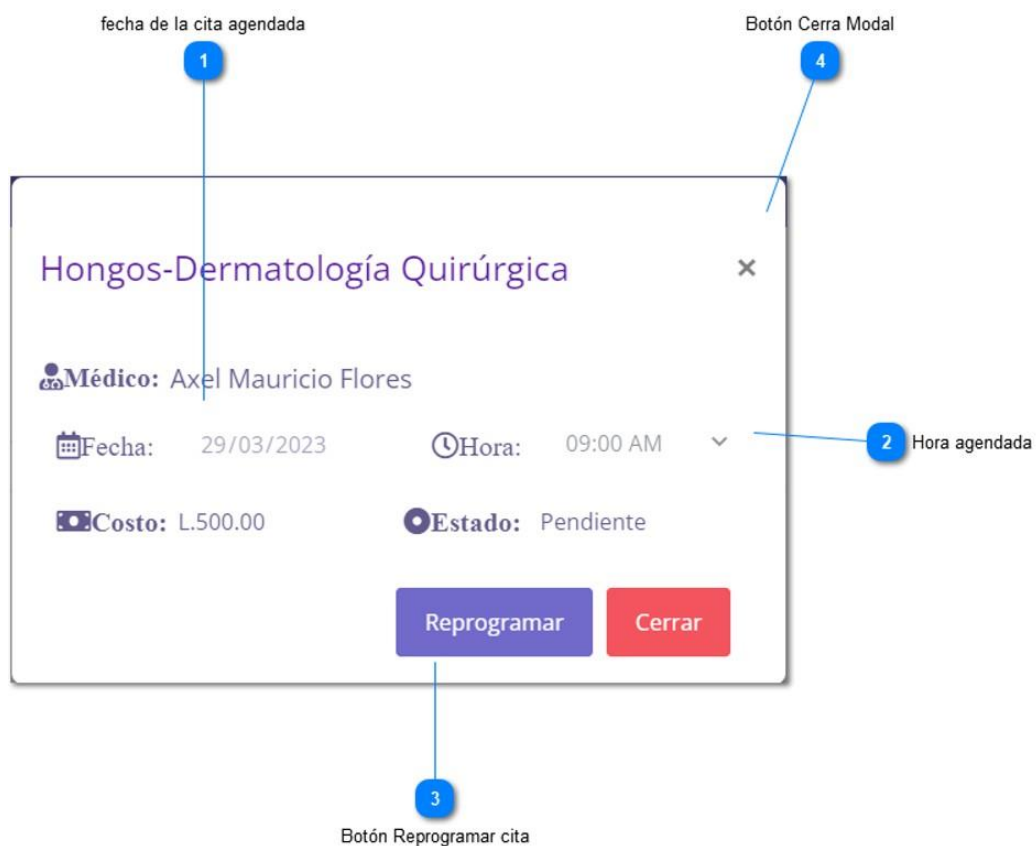 fecha de la cita agendada
Botón Cerra Modal
1
4
Hongos-Dermatología Quirúrgica
×
Médico: Axel Mauricio Flores
Fecha: 29/03/2023 Hora: 09:00 AM
2 Hora agendada
Costo: L.500.00 Estado: Pendiente
Reprogramar Cerrar
3
Botón Reprogramar cita